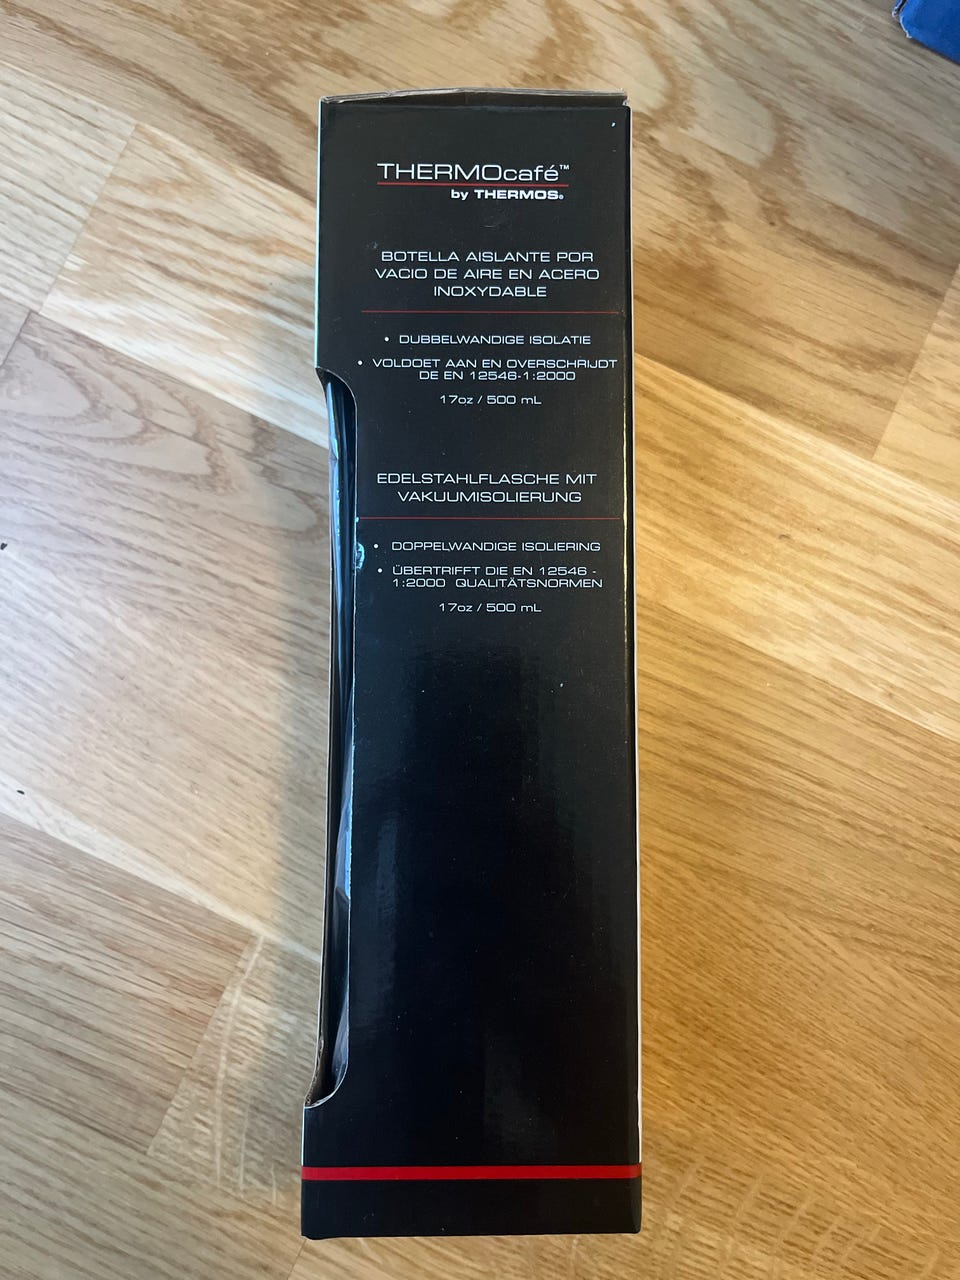 THERMOcafé™
by THERMOS®
BOTELLA AISLANTE POR
VACIO DE AIRE EN ACERO
INOXYDABLE
• DUBBELWANDIGE ISOLATIE
• VOLDOET AAN EN OVERSCHRIJDT
DE EN 12546-1:2000
17oz / 500 mL
EDELSTAHLFLASCHE MIT
VAKUUMISOLIERUNG
• DOPPELWANDIGE ISOLIERING
• ÜBERTRIFFT DIE EN 12546 -
1:2000 QUALITÄTSNORMEN
17oz / 500 mL